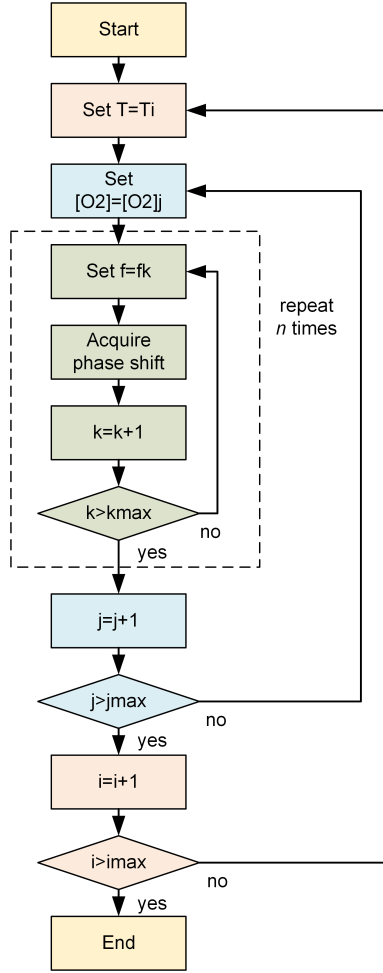 Start
Set T=Ti
Set
[O2]=[O2]j
Set f=fk
repeat
n times
Acquire
phase shift
k=k+1
k>kmax
no
yes
j=j+1
j>jmax
no
yes
i=i+1
i>imax
no
yes
End